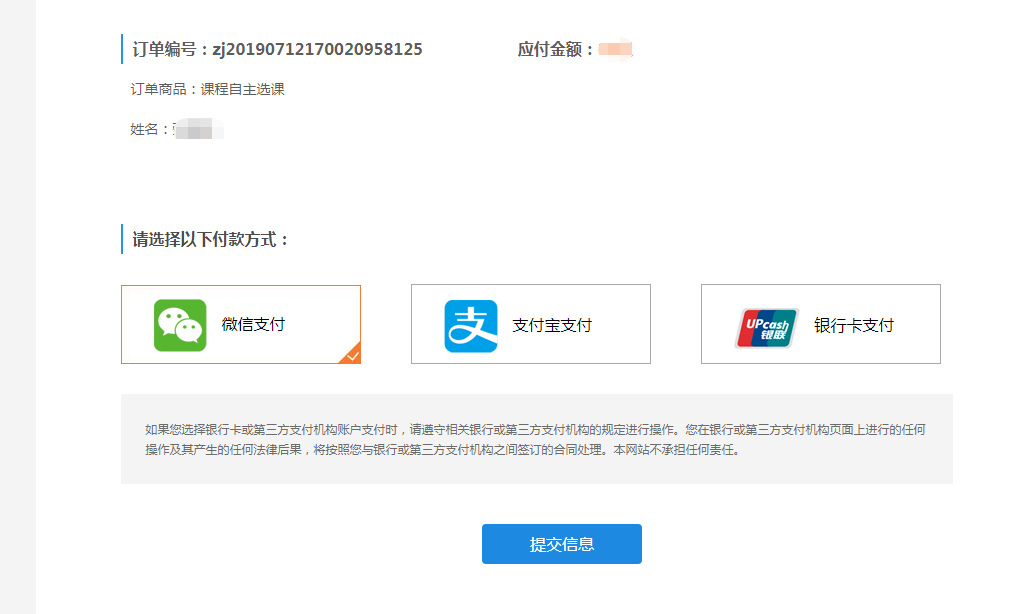 订单编号：zj20190712170020958125
应付金额：
订单商品：课程自主选课
姓名：
请选择以下付款方式：
微信支付
支
支付宝支付
UPcash
银联
银行卡支付
如果您选择银行卡或第三方支付机构账户支付时，请遵守相关银行或第三方支付机构的规定进行操作。您在银行或第三方支付机构页面上进行的任何
操作及其产生的任何法律后果，将按照您与银行或第三方支付机构之间签订的合同处理。本网站不承担任何责任。
提交信息